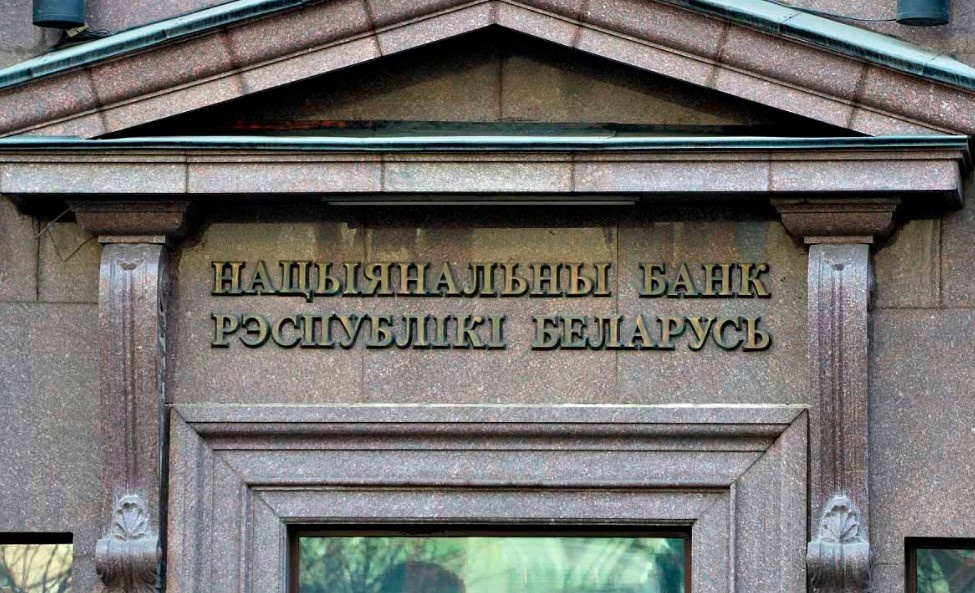 НАЦЫЯНАЛЬНЫ БАНК
РЭСПУБЛІКІ БЕЛАРУСЬ